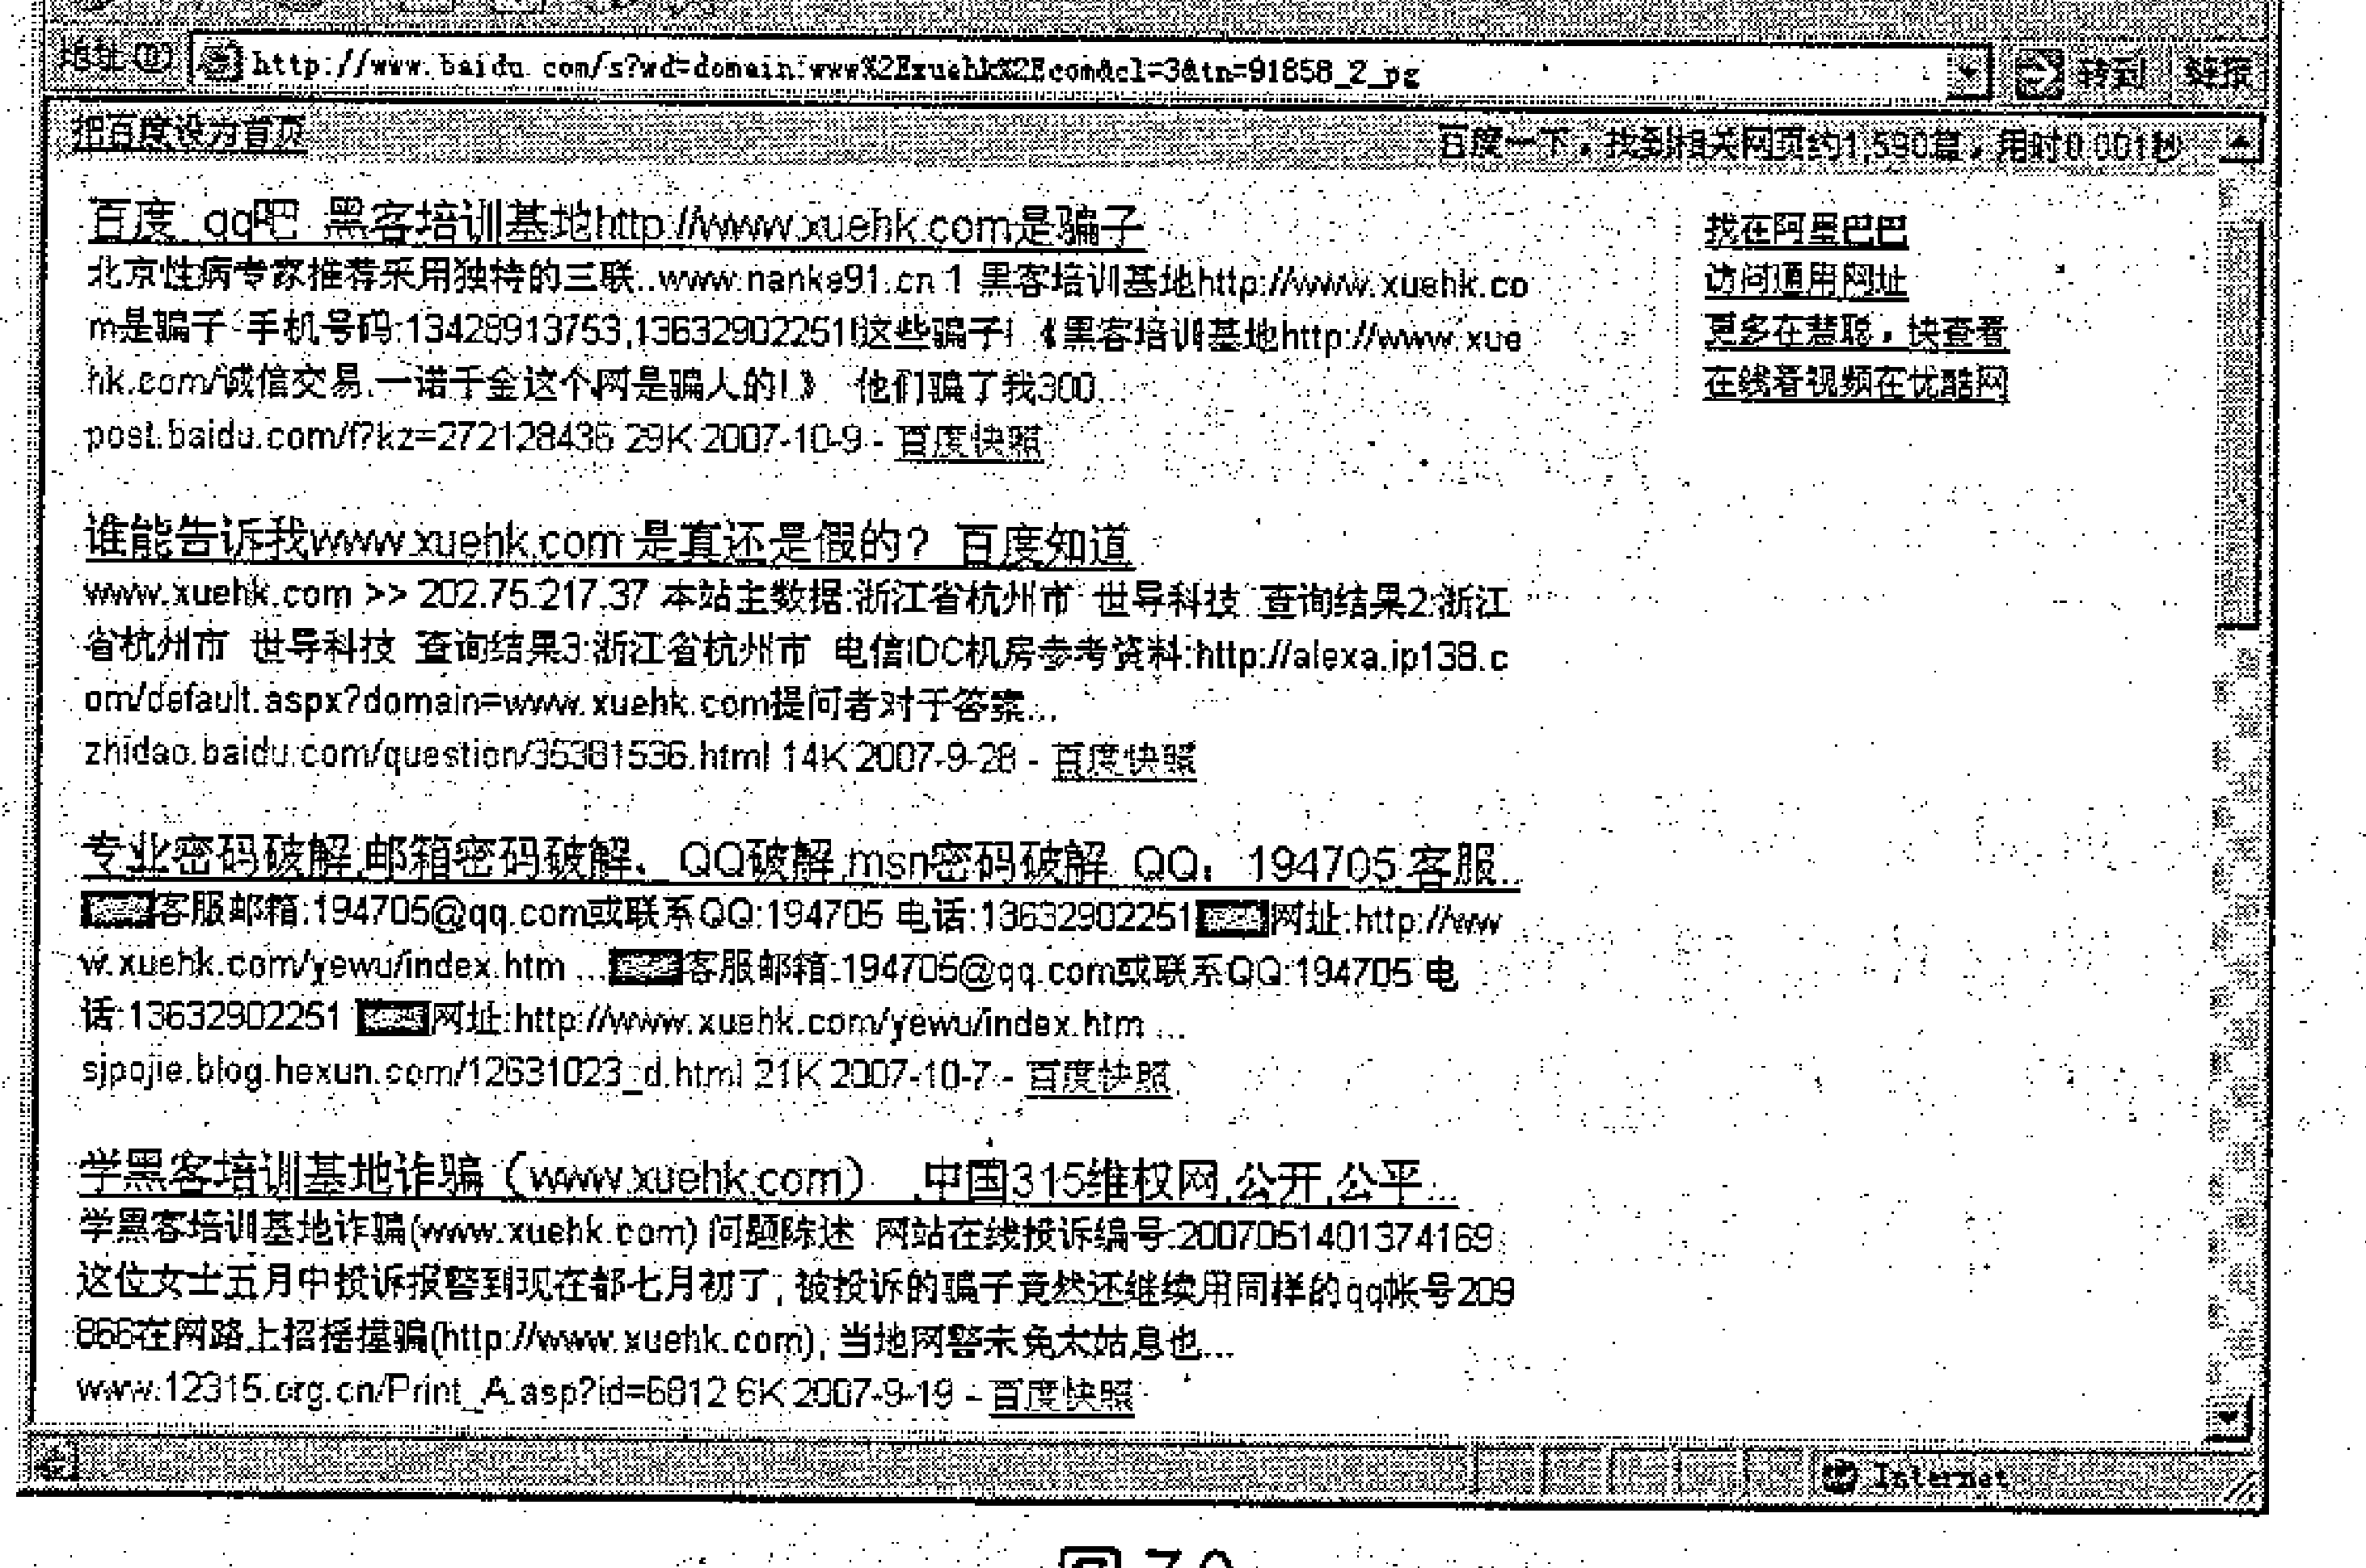 地址(D) http://www.baidu.com/s?wd=domain:www%2Exuehk%2Ecom&cl=3&tn=91858_2_pg 转到 链接
把百度设为首页 百度一下，找到相关网页约1,590篇，用时0.001秒
百度_qq吧_黑客培训基地http://www.xuehk.com是骗子
北京性病专家推荐采用独特的三联..www.nanke91.cn 1 黑客培训基地http://www.xuehk.co
m是骗子 手机号码:13428913753,13632902251!这些骗子! 《黑客培训基地http://www.xue
hk.com/诚信交易.一诺千金这个网是骗人的!》 他们骗了我300...
post.baidu.com/f?kz=272128436 29K 2007-10-9 - 百度快照
谁能告诉我www.xuehk.com 是真还是假的？_百度知道
www.xuehk.com >> 202.75.217.37 本站主数据:浙江省杭州市 世导科技 查询结果2:浙江
省杭州市 世导科技 查询结果3:浙江省杭州市 电信IDC机房参考资料:http://alexa.ip138.c
om/default.aspx?domain=www.xuehk.com提问者对于答案...
zhidao.baidu.com/question/35381536.html 14K 2007-9-28 - 百度快照
专业密码破解,邮箱密码破解、QQ破解,msn密码破解 QQ：194705 客服...
客服邮箱:194705@qq.com或联系QQ:194705 电话:13632902251 网址:http://ww
w.xuehk.com/yewu/index.htm ... 客服邮箱:194705@qq.com或联系QQ:194705 电
话:13632902251 网址:http://www.xuehk.com/yewu/index.htm ...
sjpojie.blog.hexun.com/12631023_d.html 21K 2007-10-7 - 百度快照
学黑客培训基地诈骗（www.xuehk.com） ,中国315维权网,公开,公平...
学黑客培训基地诈骗(www.xuehk.com) 问题陈述 网站在线投诉编号:2007051401374169
这位女士五月中投诉报警到现在都七月初了, 被投诉的骗子竟然还继续用同样的qq帐号209
866在网路上招摇撞骗(http://www.xuehk.com), 当地网警未免太姑息也...
www.12315.org.cn/Print_A.asp?id=6812 6K 2007-9-19 - 百度快照
找在阿里巴巴
访问通用网址
更多在慧聪，快查看
在线看视频在优酷网
Internet